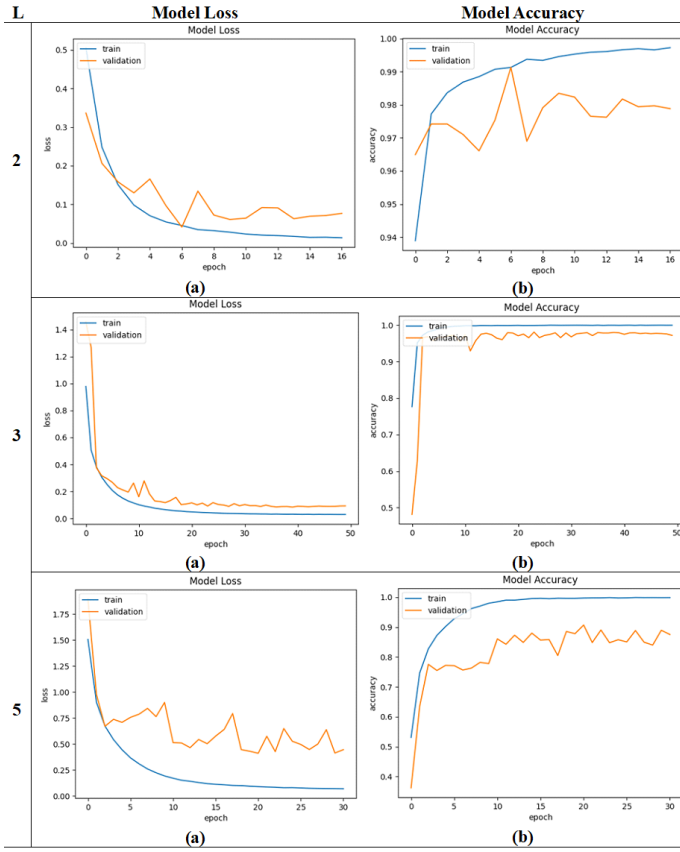 L Model Loss Model Accuracy
2
Model Loss
train
validation
loss
0.5
0.4
0.3
0.2
0.1
0.0
0 2 4 6 8 10 12 14 16
epoch
(a)
Model Accuracy
train
validation
accuracy
1.00
0.99
0.98
0.97
0.96
0.95
0.94
0 2 4 6 8 10 12 14 16
epoch
(b)
3
Model Loss
train
validation
loss
1.4
1.2
1.0
0.8
0.6
0.4
0.2
0.0
0 10 20 30 40 50
epoch
(a)
Model Accuracy
train
validation
accuracy
1.0
0.9
0.8
0.7
0.6
0.5
0 10 20 30 40 50
epoch
(b)
5
Model Loss
train
validation
loss
1.75
1.50
1.25
1.00
0.75
0.50
0.25
0.00
0 5 10 15 20 25 30
epoch
(a)
Model Accuracy
train
validation
accuracy
1.0
0.9
0.8
0.7
0.6
0.5
0.4
0 5 10 15 20 25 30
epoch
(b)